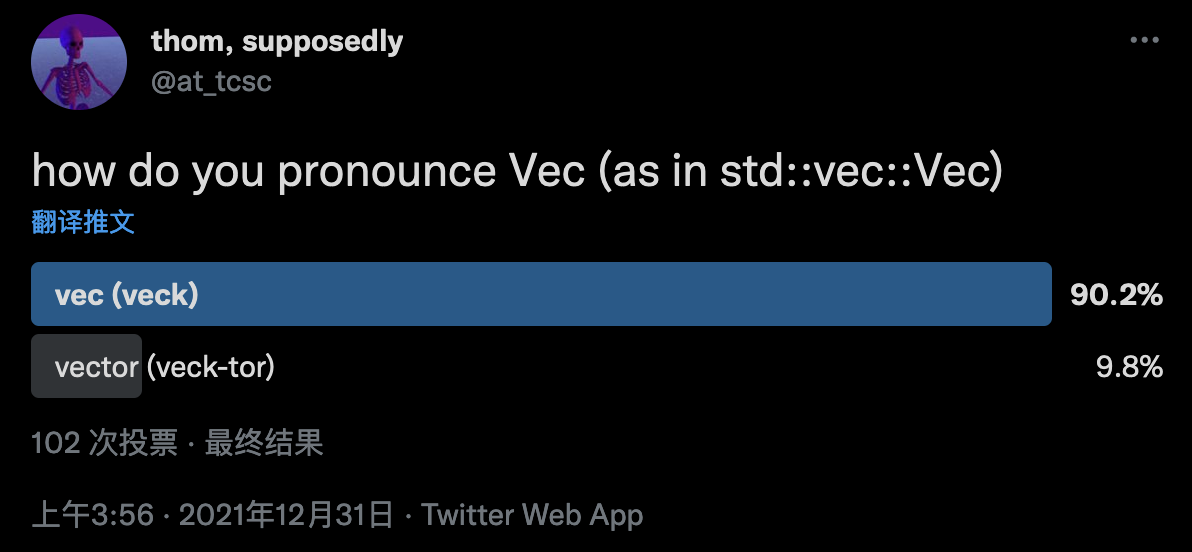 thom, supposedly
@at_tcsc
how do you pronounce Vec (as in std::vec::Vec)
翻译推文
vec (veck) 90.2%
vector (veck-tor) 9.8%
102 次投票 · 最终结果
上午3:56 · 2021年12月31日 · Twitter Web App